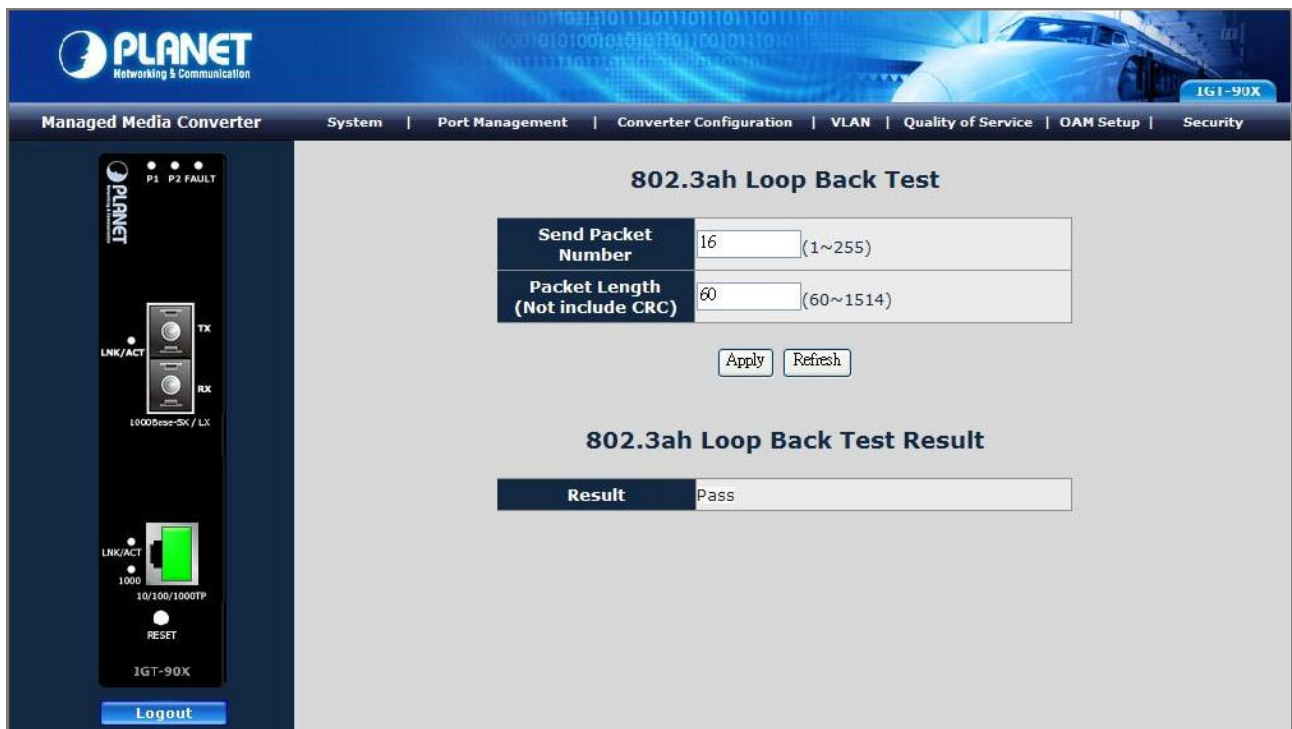 PLANET
Networking & Communication
IGT-90X
Managed Media Converter
System | Port Management | Converter Configuration | VLAN | Quality of Service | OAM Setup | Security
P1 P2 FAULT
PLANET
Networking & Communication
TX
LNK/ACT
RX
1000Base-SX / LX
LNK/ACT
1000
10/100/1000TP
RESET
IGT-90X
Logout
802.3ah Loop Back Test
Send Packet
Number
16 (1~255)
Packet Length
(Not include CRC)
60 (60~1514)
Apply Refresh
802.3ah Loop Back Test Result
Result Pass